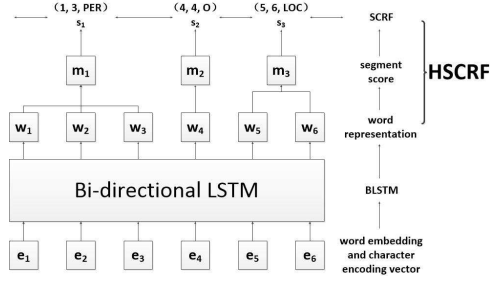 (1, 3, PER) (4, 4, O) (5, 6, LOC) SCRF
s1 s2 s3
m1 m2 m3 segment score HSCRF
w1 w2 w3 w4 w5 w6 word representation
Bi-directional LSTM BLSTM
e1 e2 e3 e4 e5 e6 word embedding and character encoding vector